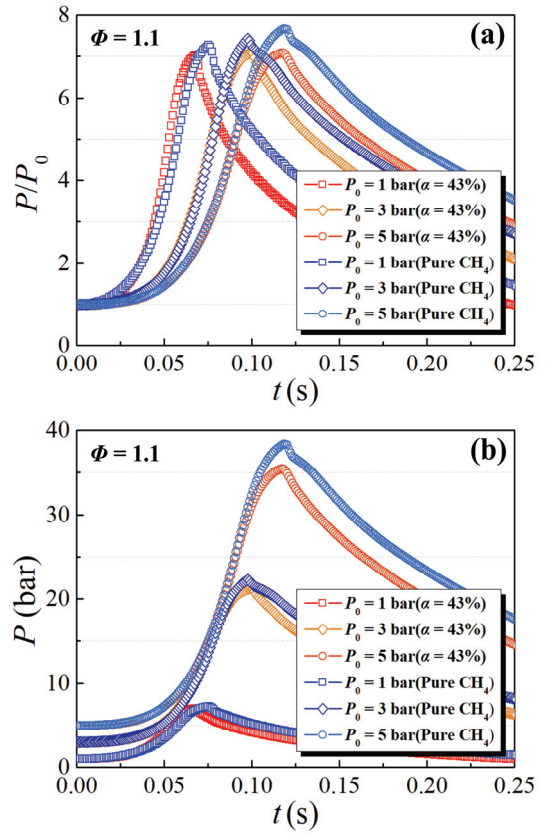 Φ = 1.1
(a)
P/P₀
8
6
4
2
0
P₀ = 1 bar(α = 43%)
P₀ = 3 bar(α = 43%)
P₀ = 5 bar(α = 43%)
P₀ = 1 bar(Pure CH₄)
P₀ = 3 bar(Pure CH₄)
P₀ = 5 bar(Pure CH₄)
0.00 0.05 0.10 0.15 0.20 0.25
t (s)
Φ = 1.1
(b)
P (bar)
40
30
20
10
0
P₀ = 1 bar(α = 43%)
P₀ = 3 bar(α = 43%)
P₀ = 5 bar(α = 43%)
P₀ = 1 bar(Pure CH₄)
P₀ = 3 bar(Pure CH₄)
P₀ = 5 bar(Pure CH₄)
0.00 0.05 0.10 0.15 0.20 0.25
t (s)